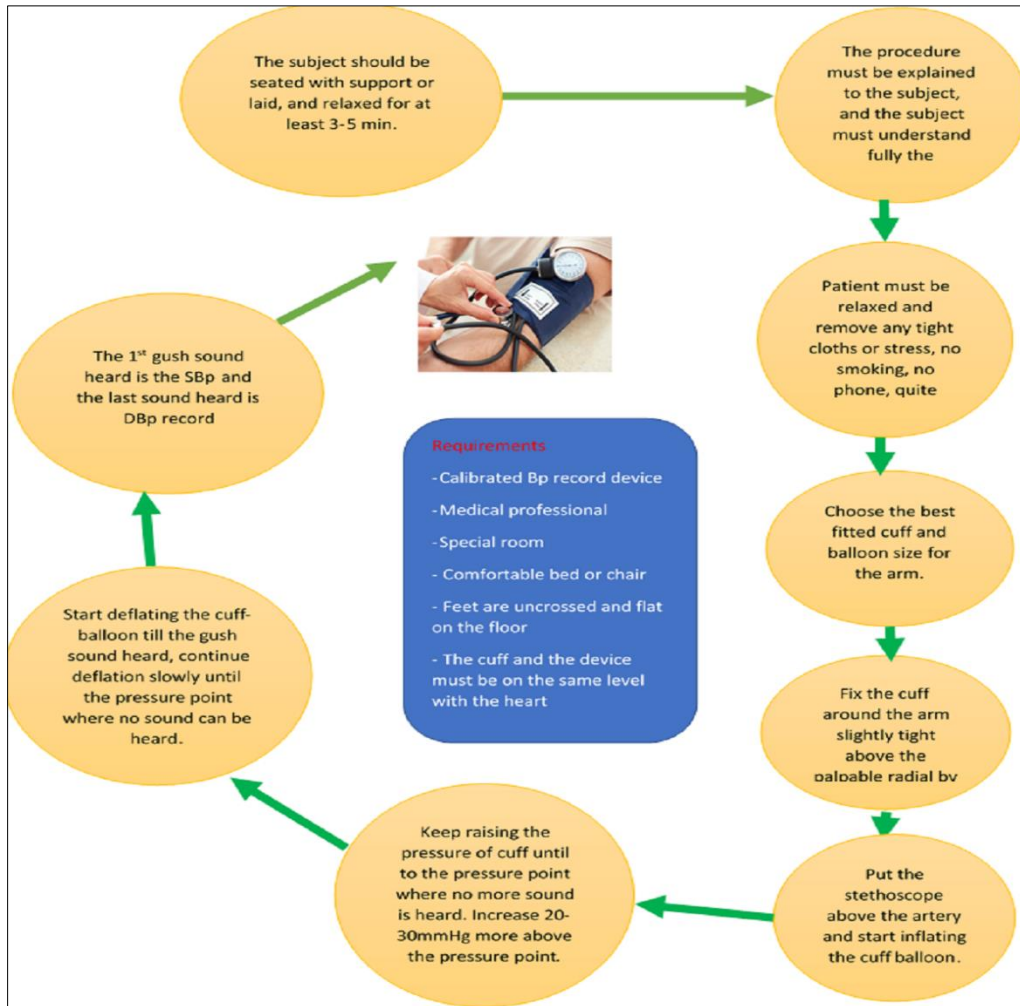 The subject should be
seated with support or
laid, and relaxed for at
least 3-5 min.
The procedure
must be explained
to the subject,
and the subject
must understand
fully the
Patient must be
relaxed and
remove any tight
cloths or stress, no
smoking, no
phone, quite
Choose the best
fitted cuff and
balloon size for
the arm.
Fix the cuff
around the arm
slightly tight
above the
palpable radial by
Put the
stethoscope
above the artery
and start inflating
the cuff balloon.
Keep raising the
pressure of cuff until
to the pressure point
where no more sound
is heard. Increase 20-
30mmHg more above
the pressure point.
Start deflating the cuff-
balloon till the gush
sound heard, continue
deflation slowly until
the pressure point
where no sound can be
heard.
The 1st gush sound
heard is the SBp and
the last sound heard is
DBp record
Requirements
-Calibrated Bp record device
-Medical professional
-Special room
- Comfortable bed or chair
- Feet are uncrossed and flat
on the floor
- The cuff and the device
must be on the same level
with the heart